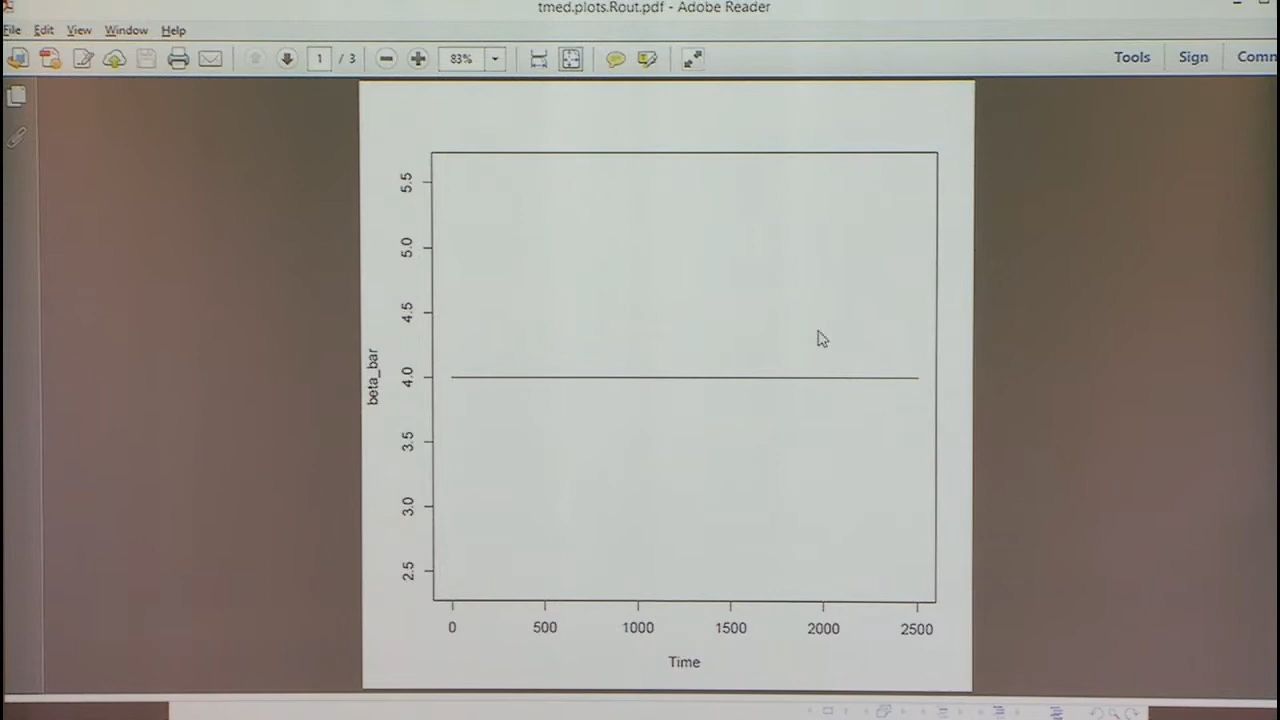 tmed.plots.Rout.pdf - Adobe Reader
File Edit View Window Help
1 / 3 83% Tools Sign Comn
5.5
5.0
4.5
4.0
3.5
3.0
2.5
beta_bar
0 500 1000 1500 2000 2500
Time